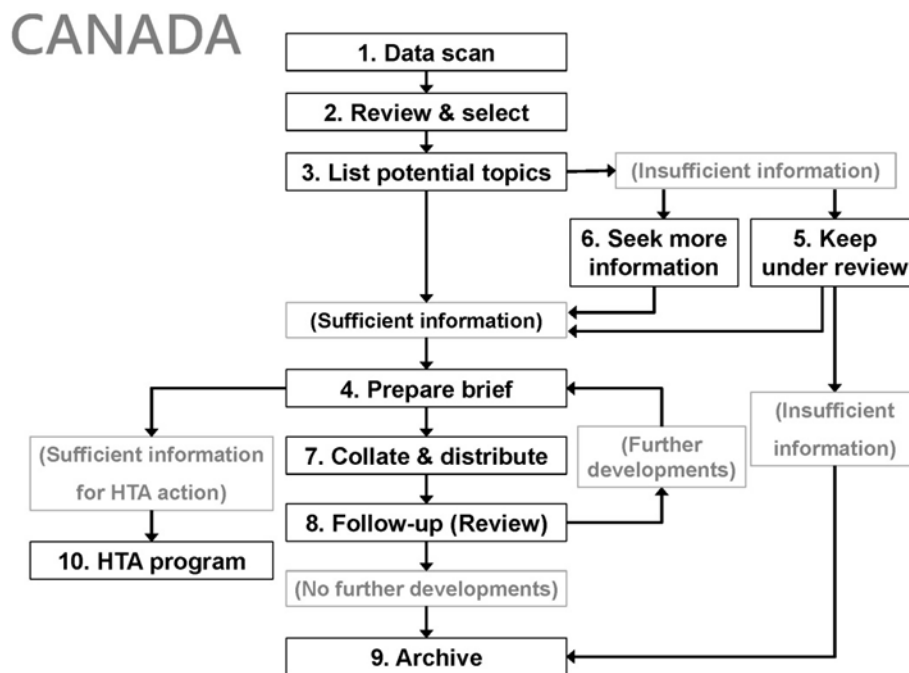 CANADA
1. Data scan
2. Review & select
3. List potential topics
(Insufficient information)
6. Seek more
information
5. Keep
under review
(Sufficient information)
4. Prepare brief
(Sufficient information
for HTA action)
7. Collate & distribute
(Further
developments)
(Insufficient
information)
8. Follow-up (Review)
10. HTA program
(No further developments)
9. Archive